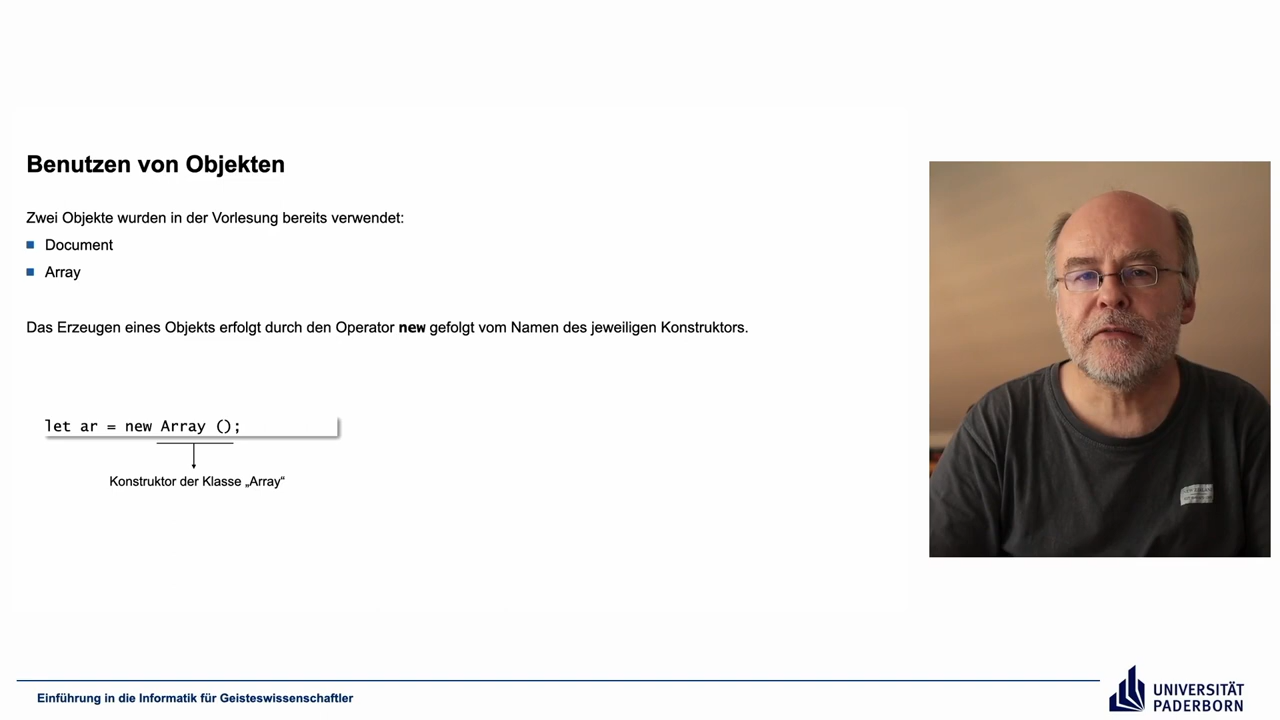 Benutzen von Objekten
Zwei Objekte wurden in der Vorlesung bereits verwendet:
Document
Array
Das Erzeugen eines Objekts erfolgt durch den Operator new gefolgt vom Namen des jeweiligen Konstruktors.
let ar = new Array ();
Konstruktor der Klasse „Array“
Einführung in die Informatik für Geisteswissenschaftler
UNIVERSITÄT
PADERBORN